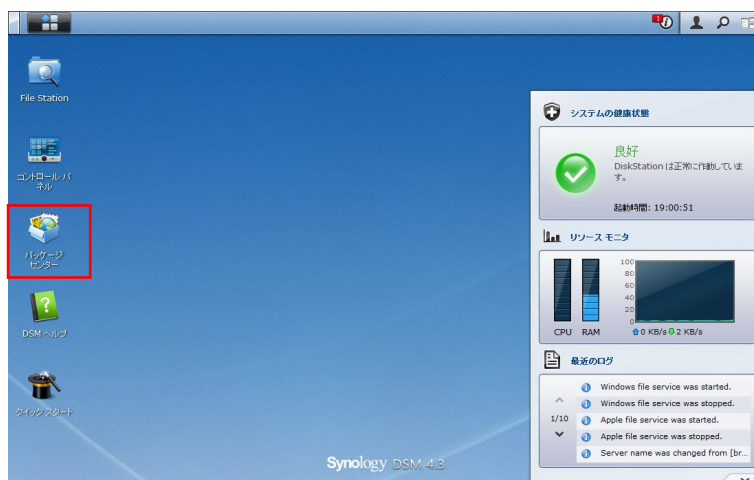 File Station
コントロール パ
ネル
パッケージ
センター
DSM ヘルプ
クイック スタート
システムの健康状態
良好
DiskStation は正常に作動していま
す。
起動時間: 19:00:51
リソース モニタ
100
80
60
40
20
0
CPU RAM 0 KB/s 2 KB/s
最近のログ
Windows file service was started.
Windows file service was stopped.
1/10 Apple file service was started.
Apple file service was stopped.
Server name was changed from [br...
Synology DSM 4.3